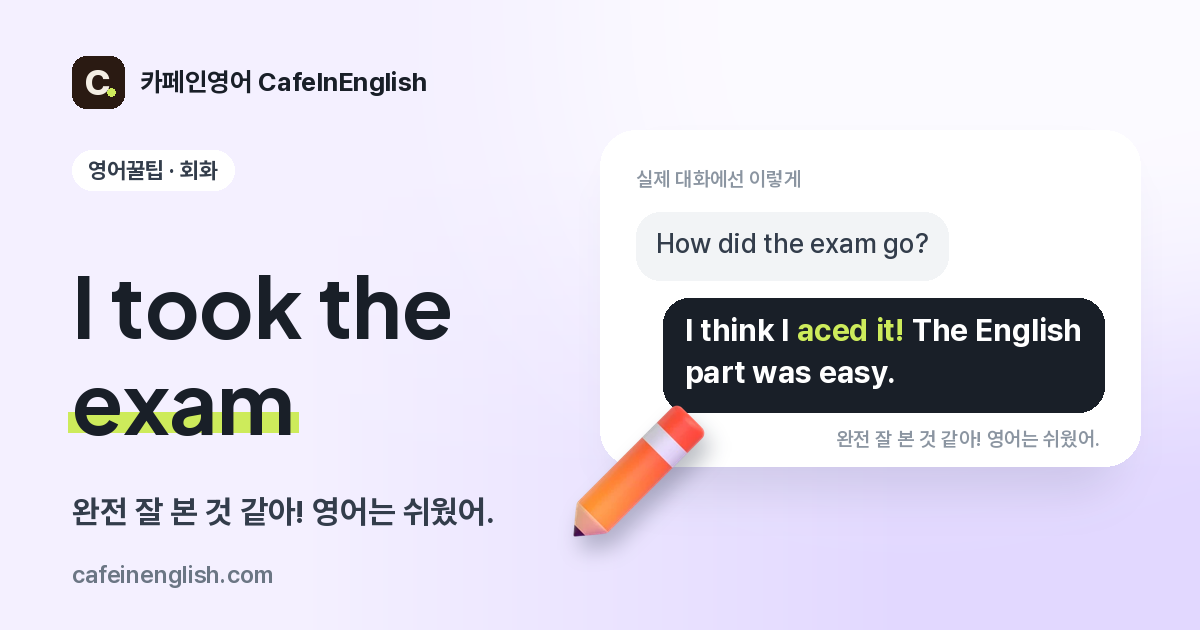 C
카페인영어 CafeInEnglish
영어꿀팁 · 회화
I took the
exam
완전 잘 본 것 같아! 영어는 쉬웠어.
cafeinenglish.com
실제 대화에선 이렇게
How did the exam go?
I think I aced it! The English
part was easy.
완전 잘 본 것 같아! 영어는 쉬웠어.